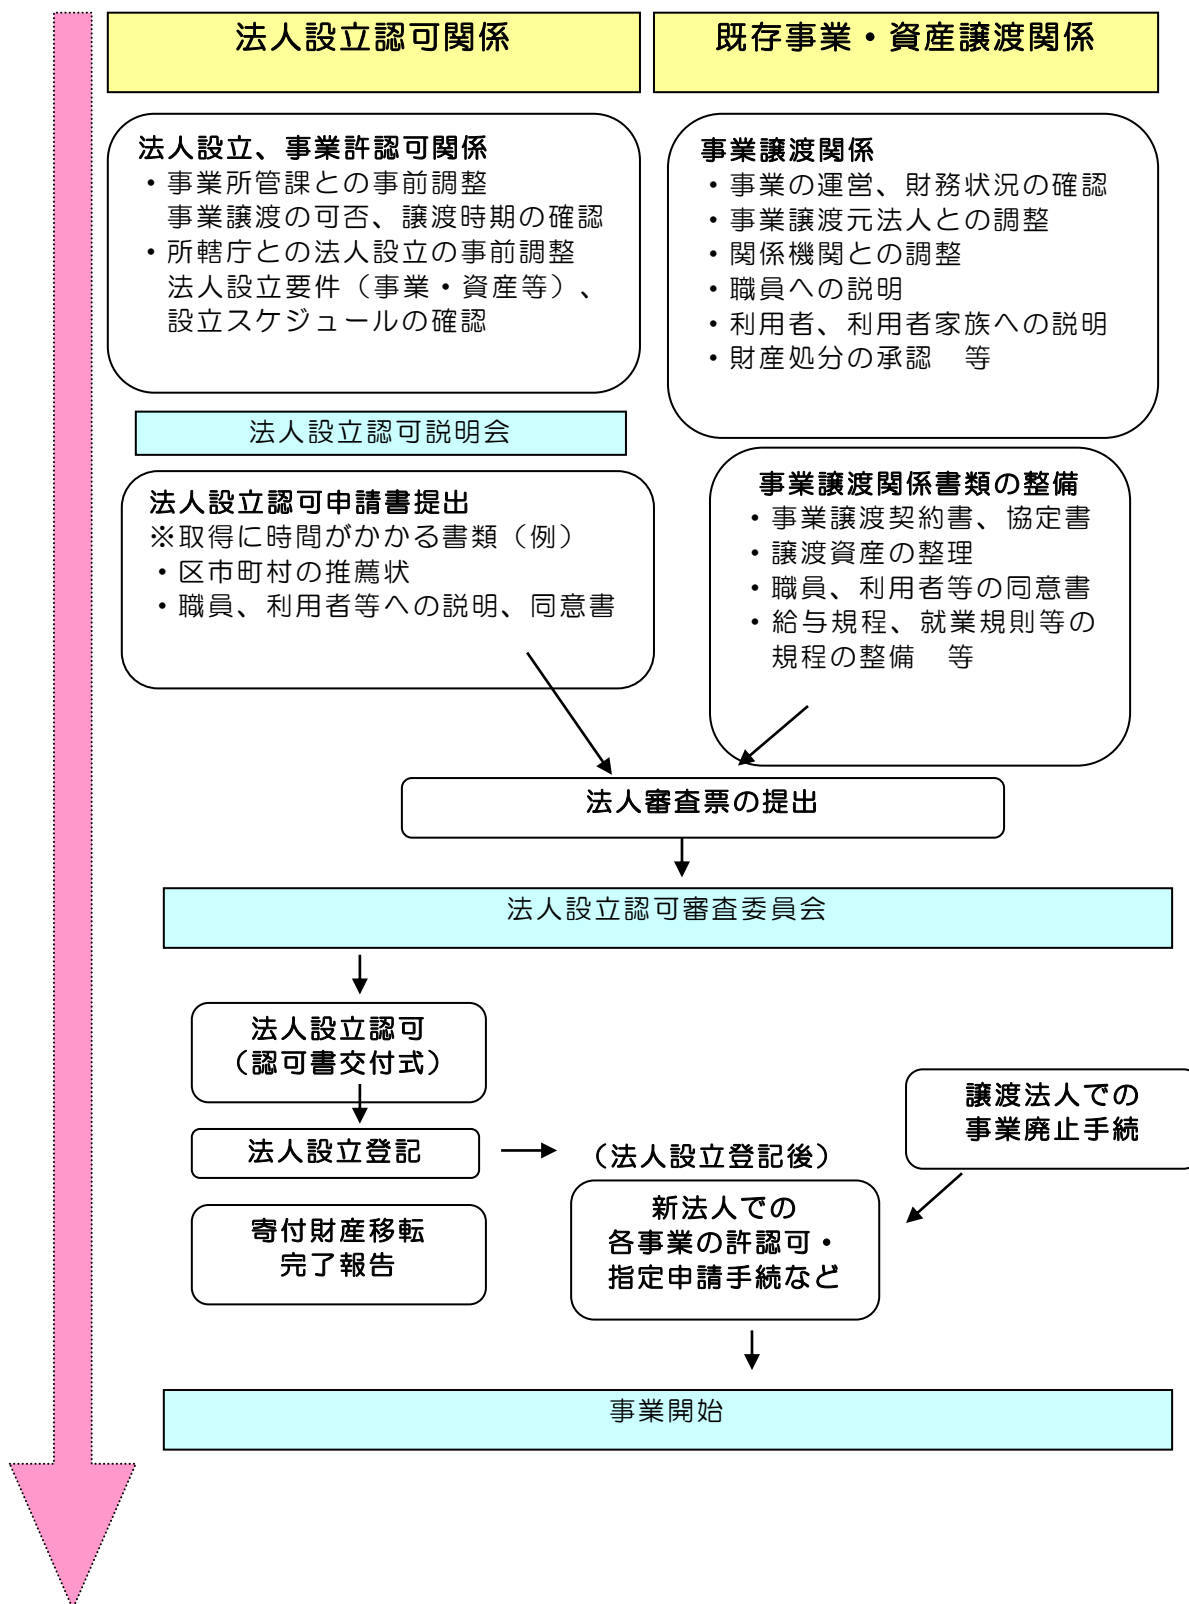 法人設立認可関係
既存事業・資産譲渡関係
法人設立、事業許認可関係
・事業所管課との事前調整
事業譲渡の可否、譲渡時期の確認
・所轄庁との法人設立の事前調整
法人設立要件（事業・資産等）、
設立スケジュールの確認
事業譲渡関係
・事業の運営、財務状況の確認
・事業譲渡元法人との調整
・関係機関との調整
・職員への説明
・利用者、利用者家族への説明
・財産処分の承認　等
法人設立認可説明会
法人設立認可申請書提出
※取得に時間がかかる書類（例）
・区市町村の推薦状
・職員、利用者等への説明、同意書
事業譲渡関係書類の整備
・事業譲渡契約書、協定書
・譲渡資産の整理
・職員、利用者等の同意書
・給与規程、就業規則等の
規程の整備　等
法人審査票の提出
法人設立認可審査委員会
法人設立認可
（認可書交付式）
譲渡法人での
事業廃止手続
法人設立登記
（法人設立登記後）
新法人での
各事業の許認可・
指定申請手続など
寄付財産移転
完了報告
事業開始